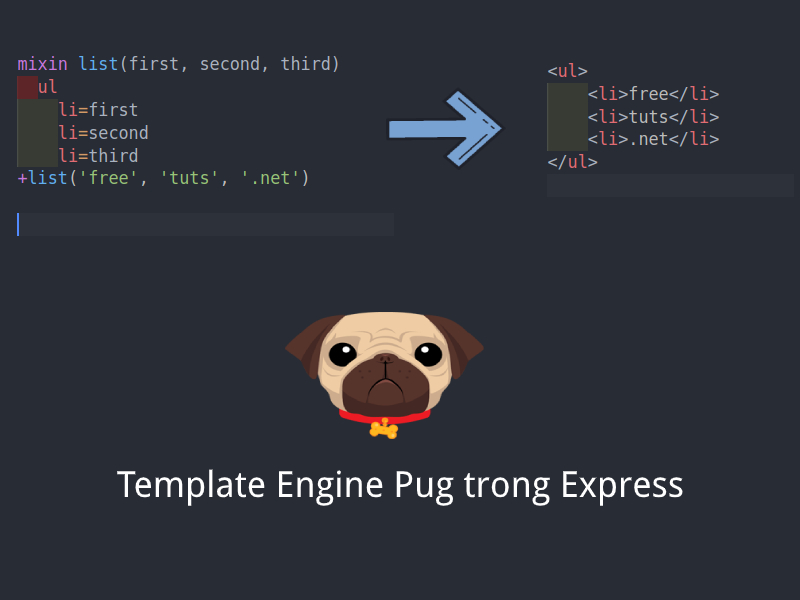 mixin list(first, second, third)
ul
li=first
li=second
li=third
+list('free', 'tuts', '.net')
<ul>
<li>free</li>
<li>tuts</li>
<li>.net</li>
</ul>
Template Engine Pug trong Express